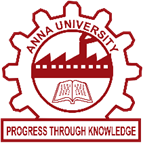 ANNA UNIVERSITY
PROGRESS THROUGH KNOWLEDGE